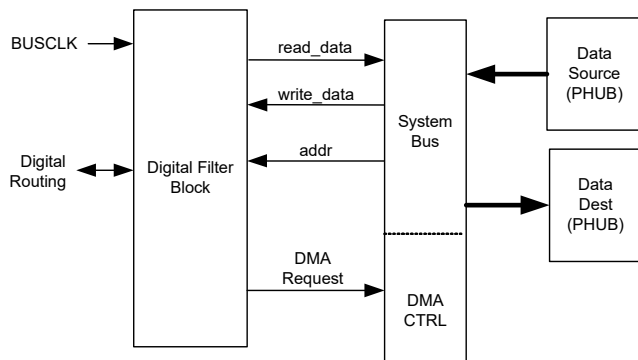 BUSCLK
Digital
Routing
Digital Filter
Block
read_data
write_data
addr
DMA
Request
System
Bus
DMA
CTRL
Data
Source
(PHUB)
Data
Dest
(PHUB)